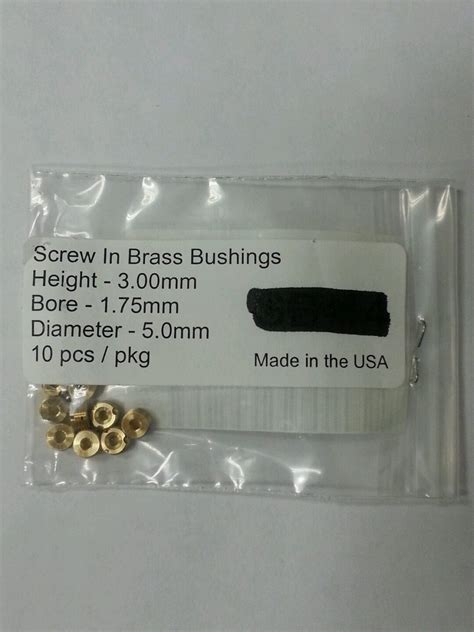 Screw In Brass Bushings
Height - 3.00mm
Bore - 1.75mm
Diameter - 5.0mm
10 pcs / pkg
Made in the USA